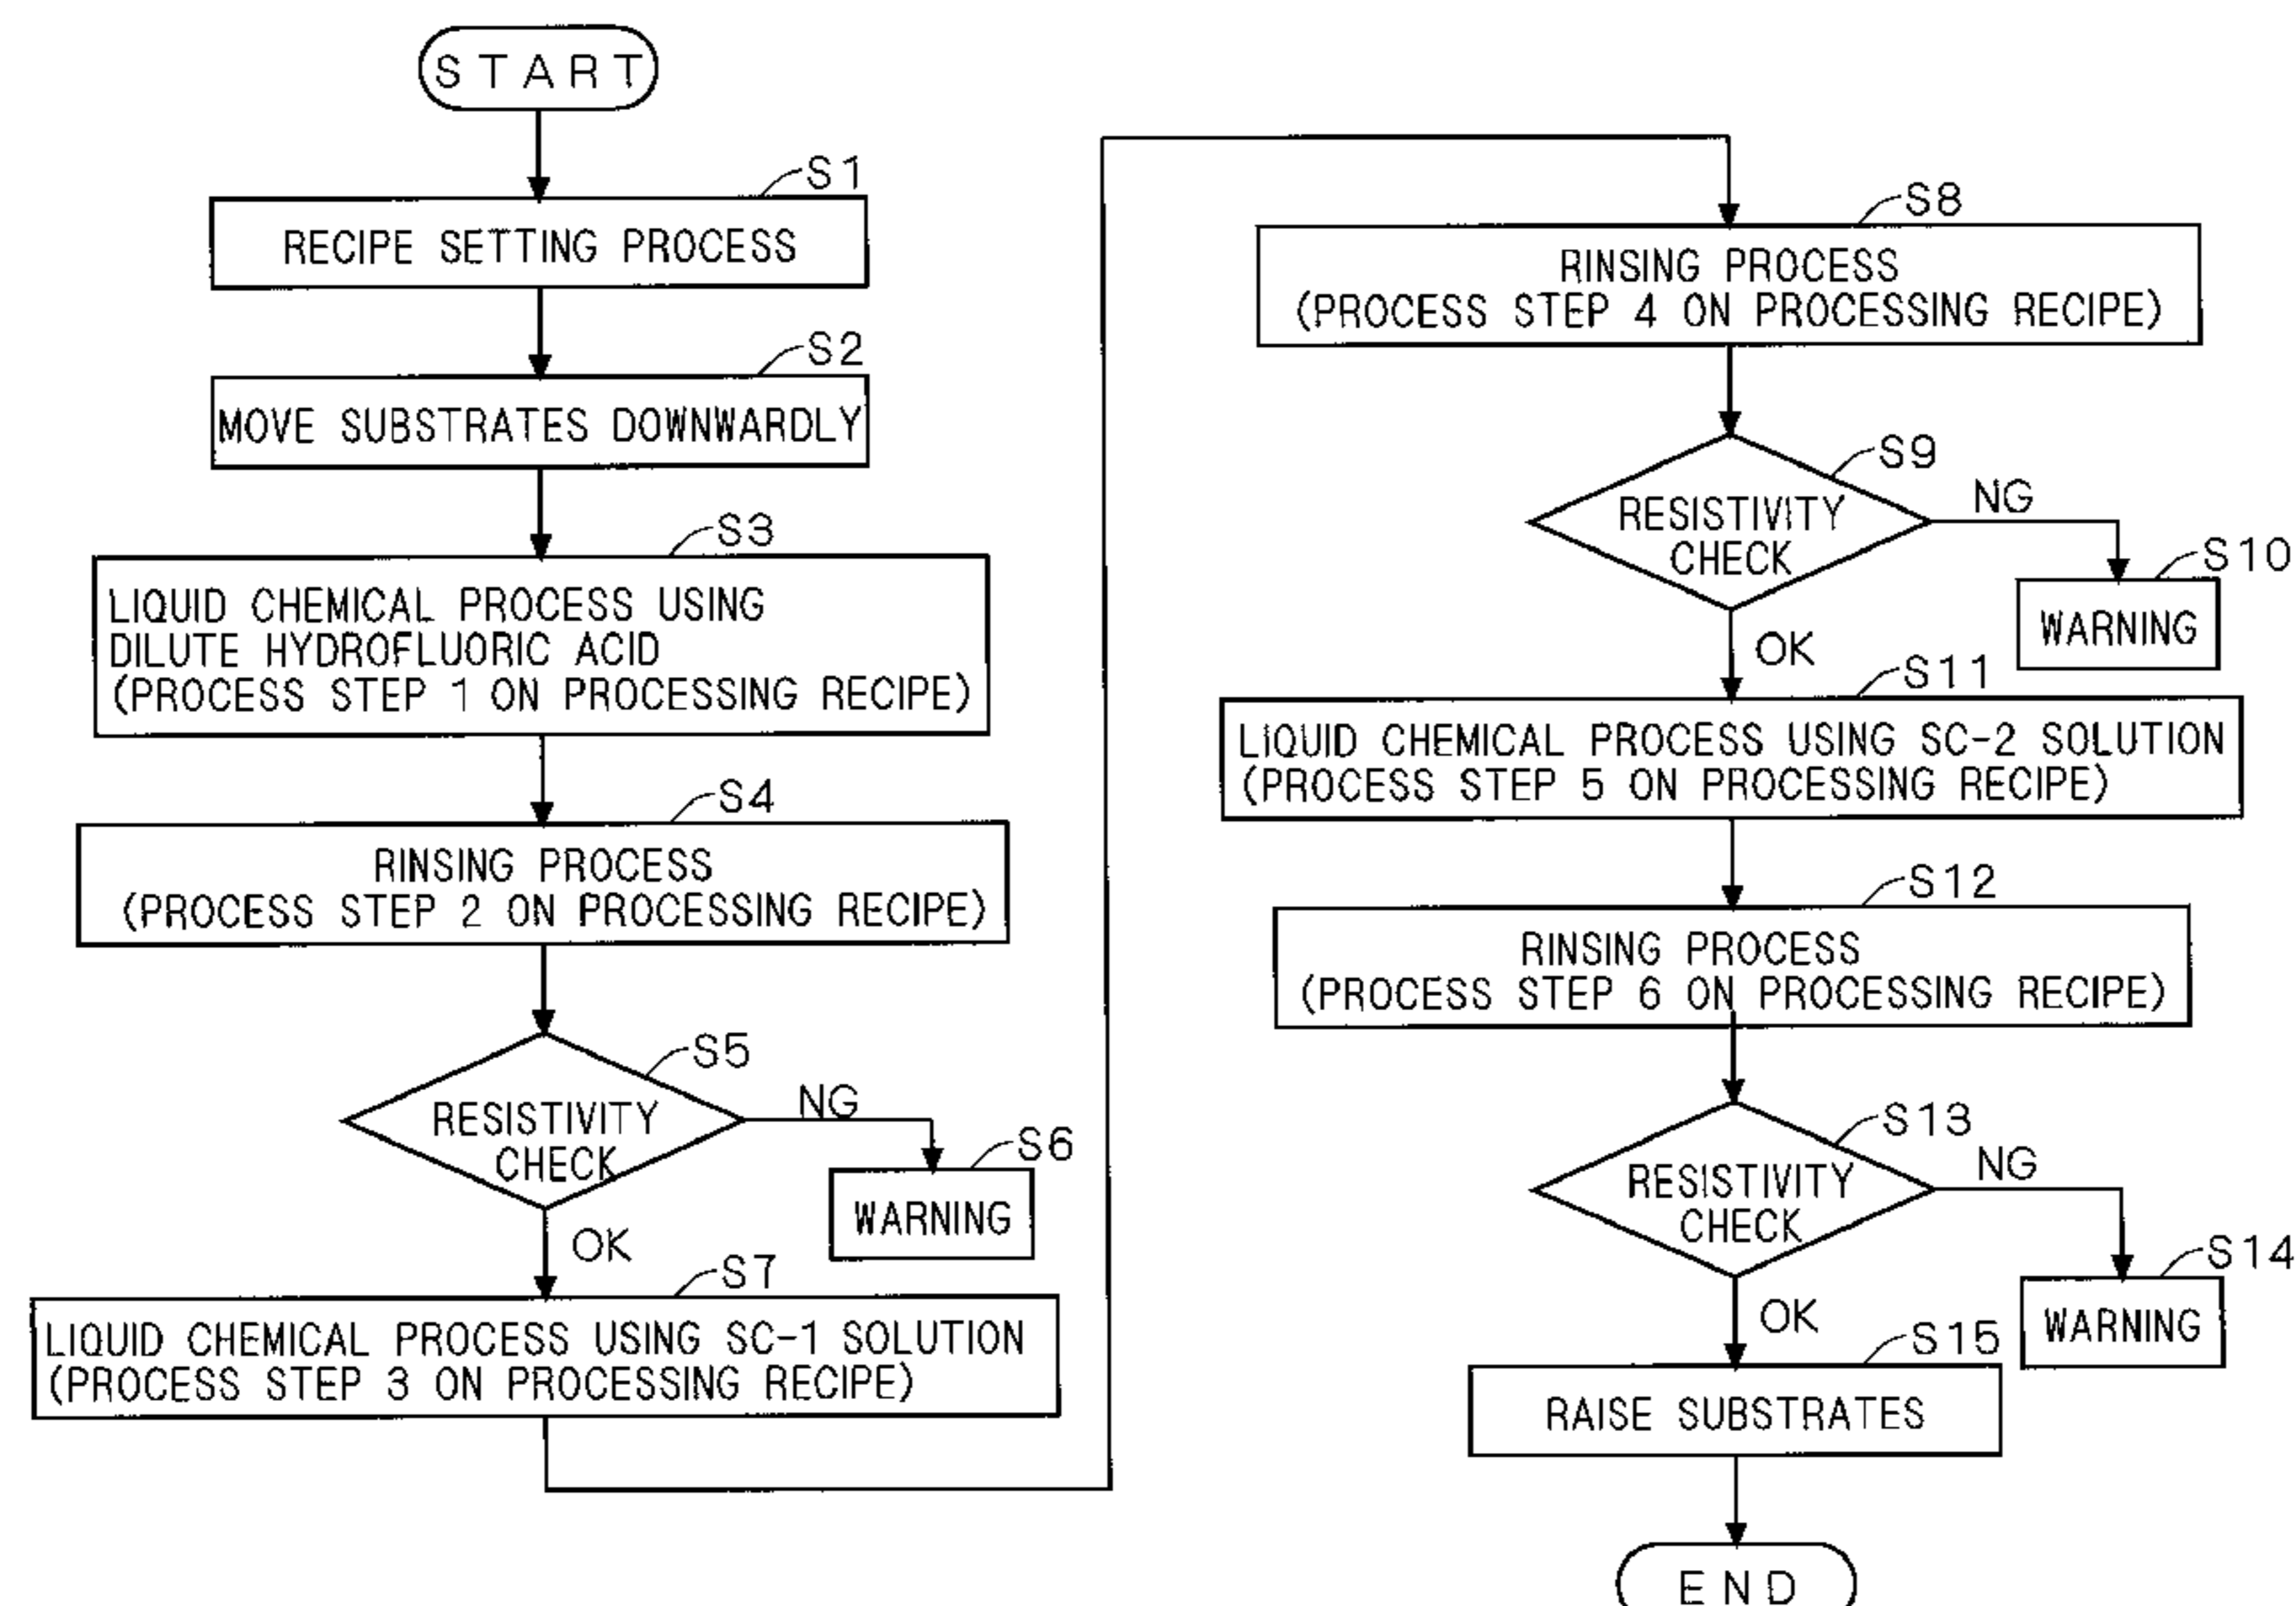 START
S1
RECIPE SETTING PROCESS
S2
MOVE SUBSTRATES DOWNWARDLY
S3
LIQUID CHEMICAL PROCESS USING
DILUTE HYDROFLUORIC ACID
(PROCESS STEP 1 ON PROCESSING RECIPE)
S4
RINSING PROCESS
(PROCESS STEP 2 ON PROCESSING RECIPE)
S5
RESISTIVITY
CHECK
NG
S6
WARNING
OK
S7
LIQUID CHEMICAL PROCESS USING SC-1 SOLUTION
(PROCESS STEP 3 ON PROCESSING RECIPE)
S8
RINSING PROCESS
(PROCESS STEP 4 ON PROCESSING RECIPE)
S9
RESISTIVITY
CHECK
NG
S10
WARNING
OK
S11
LIQUID CHEMICAL PROCESS USING SC-2 SOLUTION
(PROCESS STEP 5 ON PROCESSING RECIPE)
S12
RINSING PROCESS
(PROCESS STEP 6 ON PROCESSING RECIPE)
S13
RESISTIVITY
CHECK
NG
S14
WARNING
OK
S15
RAISE SUBSTRATES
END